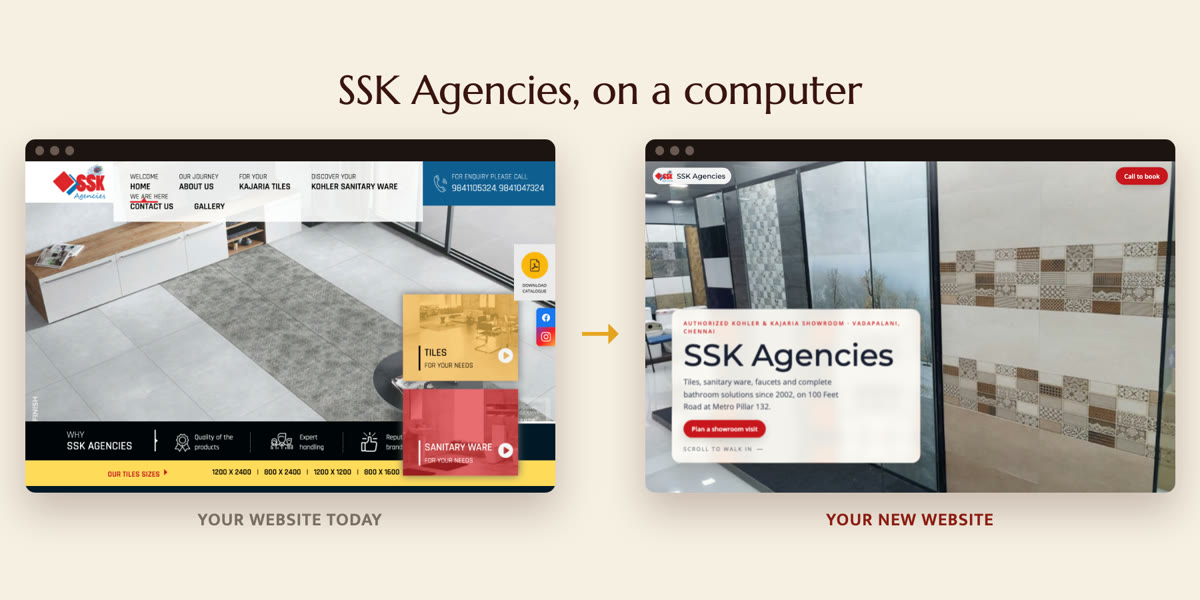 SSK Agencies, on a computer
SSK
Agencies
WELCOME
HOME
OUR JOURNEY
ABOUT US
FOR YOUR
KAJARIA TILES
DISCOVER YOUR
KOHLER SANITARY WARE
WE ARE HERE
CONTACT US
GALLERY
FOR ENQUIRY PLEASE CALL
9841105324, 9841047324
DOWNLOAD
CATALOGUE
TILES
FOR YOUR NEEDS
SANITARY WARE
FOR YOUR NEEDS
FINISH
WHY
SSK AGENCIES
Quality of the
products
Expert
handling
Reput
bran
OUR TILES SIZES
1200 X 2400 | 800 X 2400 | 1200 X 1200 | 800 X 1600
YOUR WEBSITE TODAY
SSK
SSK Agencies
Call to book
AUTHORIZED KOHLER & KAJARIA SHOWROOM · VADAPALANI,
CHENNAI
SSK Agencies
Tiles, sanitary ware, faucets and complete
bathroom solutions since 2002, on 100 Feet
Road at Metro Pillar 132.
Plan a showroom visit
SCROLL TO WALK IN —
YOUR NEW WEBSITE